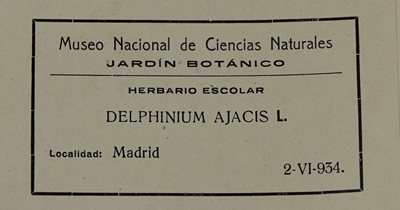 Museo Nacional de Ciencias Naturales
JARDÍN BOTÁNICO
HERBARIO ESCOLAR
DELPHINIUM AJACIS L.
Localidad: Madrid
2-VI-934.